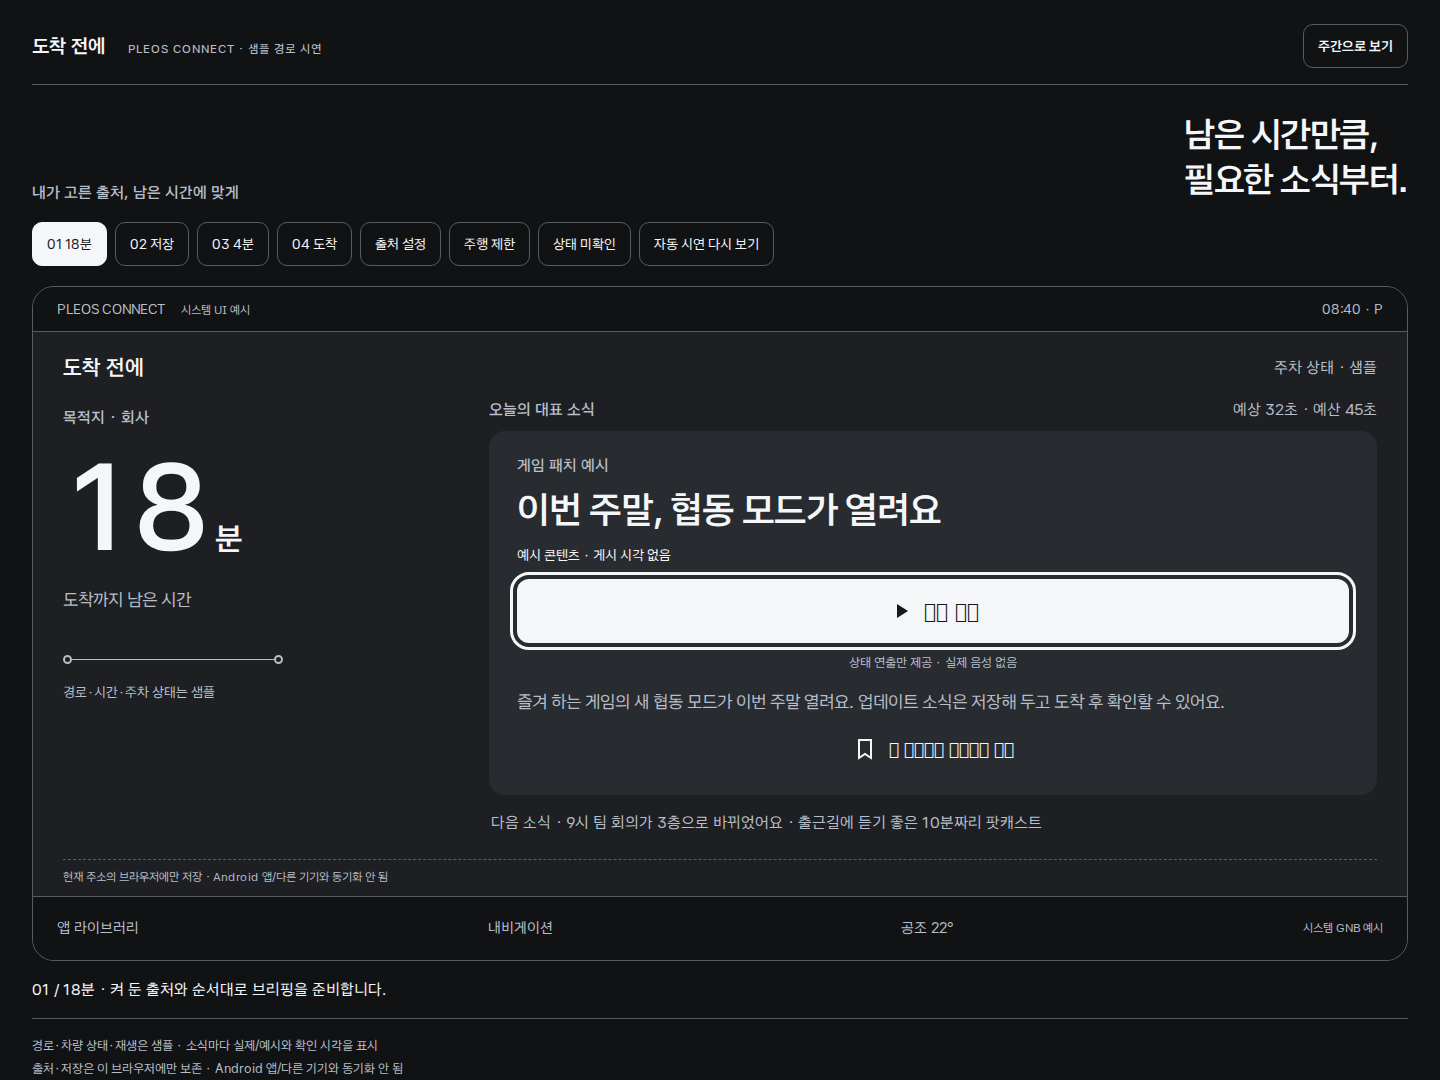 도착 전에
PLEOS CONNECT · 샘플 경로 시연
주간으로 보기
남은 시간만큼,
필요한 소식부터.
내가 고른 출처, 남은 시간에 맞게
01 18분
02 저장
03 4분
04 도착
출처 설정
주행 제한
상태 미확인
자동 시연 다시 보기
PLEOS CONNECT
시스템 UI 예시
08:40 · P
도착 전에
주차 상태 · 샘플
목적지 · 회사
18분
도착까지 남은 시간
경로·시간·주차 상태는 샘플
오늘의 대표 소식
예상 32초 · 예산 45초
게임 패치 예시
이번 주말, 협동 모드가 열려요
예시 콘텐츠 · 게시 시각 없음
상태 연출만 제공 · 실제 음성 없음
즐겨 하는 게임의 새 협동 모드가 이번 주말 열려요. 업데이트 소식은 저장해 두고 도착 후 확인할 수 있어요.
다음 소식 · 9시 팀 회의가 3층으로 바뀌었어요 · 출근길에 듣기 좋은 10분짜리 팟캐스트
현재 주소의 브라우저에만 저장 · Android 앱/다른 기기와 동기화 안 됨
앱 라이브러리
내비게이션
공조 22°
시스템 GNB 예시
01 / 18분 · 켜 둔 출처와 순서대로 브리핑을 준비합니다.
경로·차량 상태·재생은 샘플 · 소식마다 실제/예시와 확인 시각을 표시
출처·저장은 이 브라우저에만 보존 · Android 앱/다른 기기와 동기화 안 됨